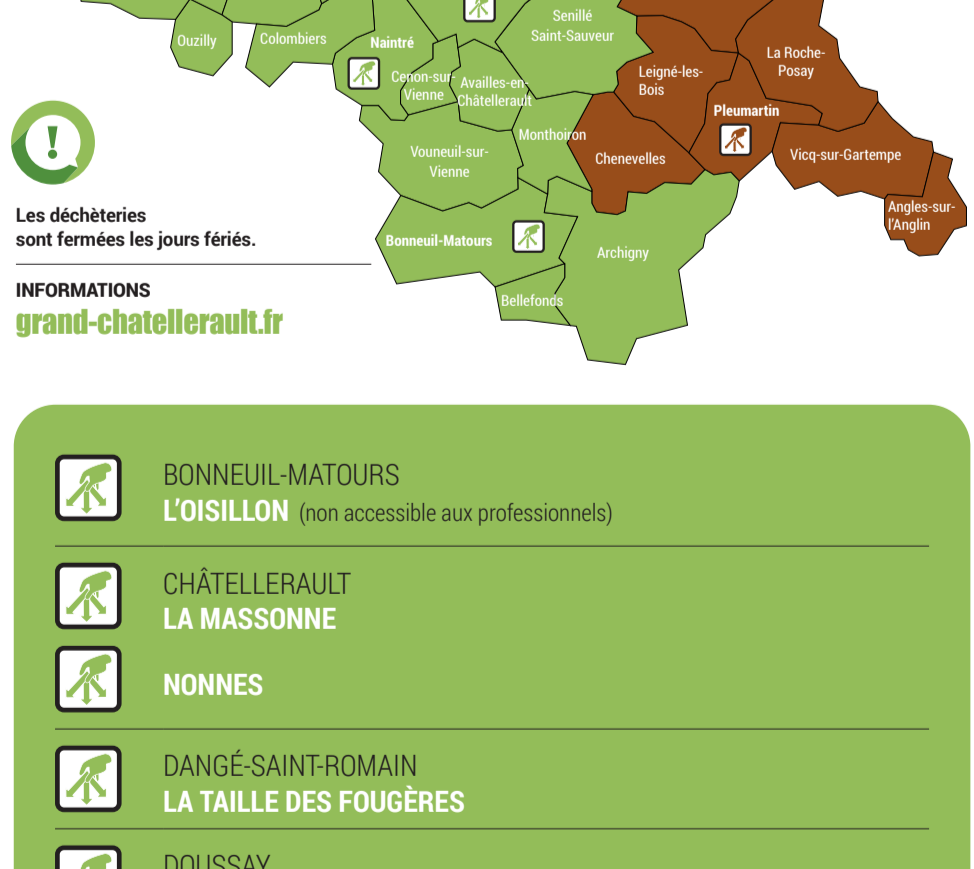 Senillé
Saint-Sauveur
Ouzilly
Colombiers
Naintré
La Roche-
Posay
Cenon-sur-
Vienne
Availles-en-
Châtellerault
Leigné-les-
Bois
Pleumartin
Monthoiron
Vouneuil-sur-
Vienne
Chenevelles
Vicq-sur-Gartempe
Angles-sur-
l'Anglin
Bonneuil-Matours
Archigny
Bellefonds
!
Les déchèteries
sont fermées les jours fériés.
INFORMATIONS
grand-chatellerault.fr
BONNEUIL-MATOURS
L'OISILLON (non accessible aux professionnels)
CHÂTELLERAULT
LA MASSONNE
NONNES
DANGÉ-SAINT-ROMAIN
LA TAILLE DES FOUGÈRES
DOUSSAY